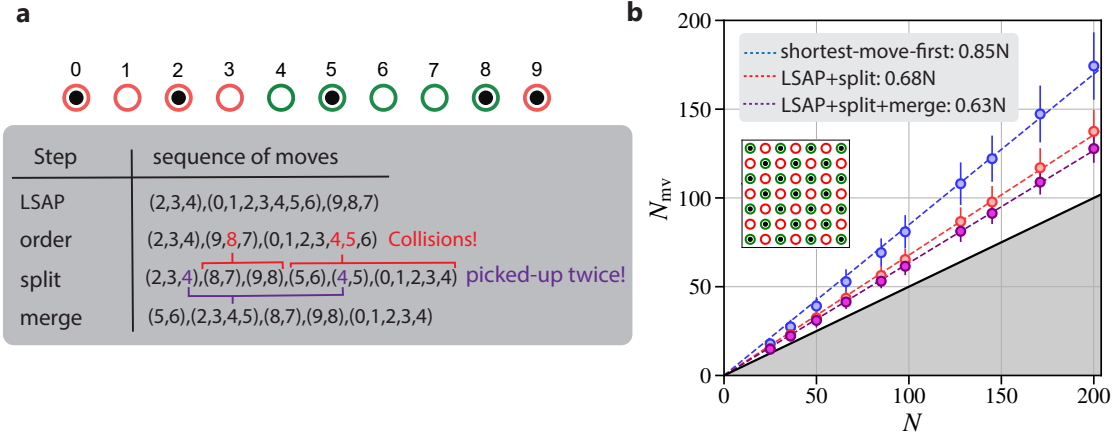 a
0 1 2 3 4 5 6 7 8 9
Step sequence of moves
LSAP (2,3,4),(0,1,2,3,4,5,6),(9,8,7)
order (2,3,4),(9,8,7),(0,1,2,3,4,5,6) Collisions!
split (2,3,4),(8,7),(9,8),(5,6),(4,5),(0,1,2,3,4) picked-up twice!
merge (5,6),(2,3,4,5),(8,7),(9,8),(0,1,2,3,4)
b
200
150
100
50
0
N_mv
shortest-move-first: 0.85N
LSAP+split: 0.68N
LSAP+split+merge: 0.63N
0 50 100 150 200
N